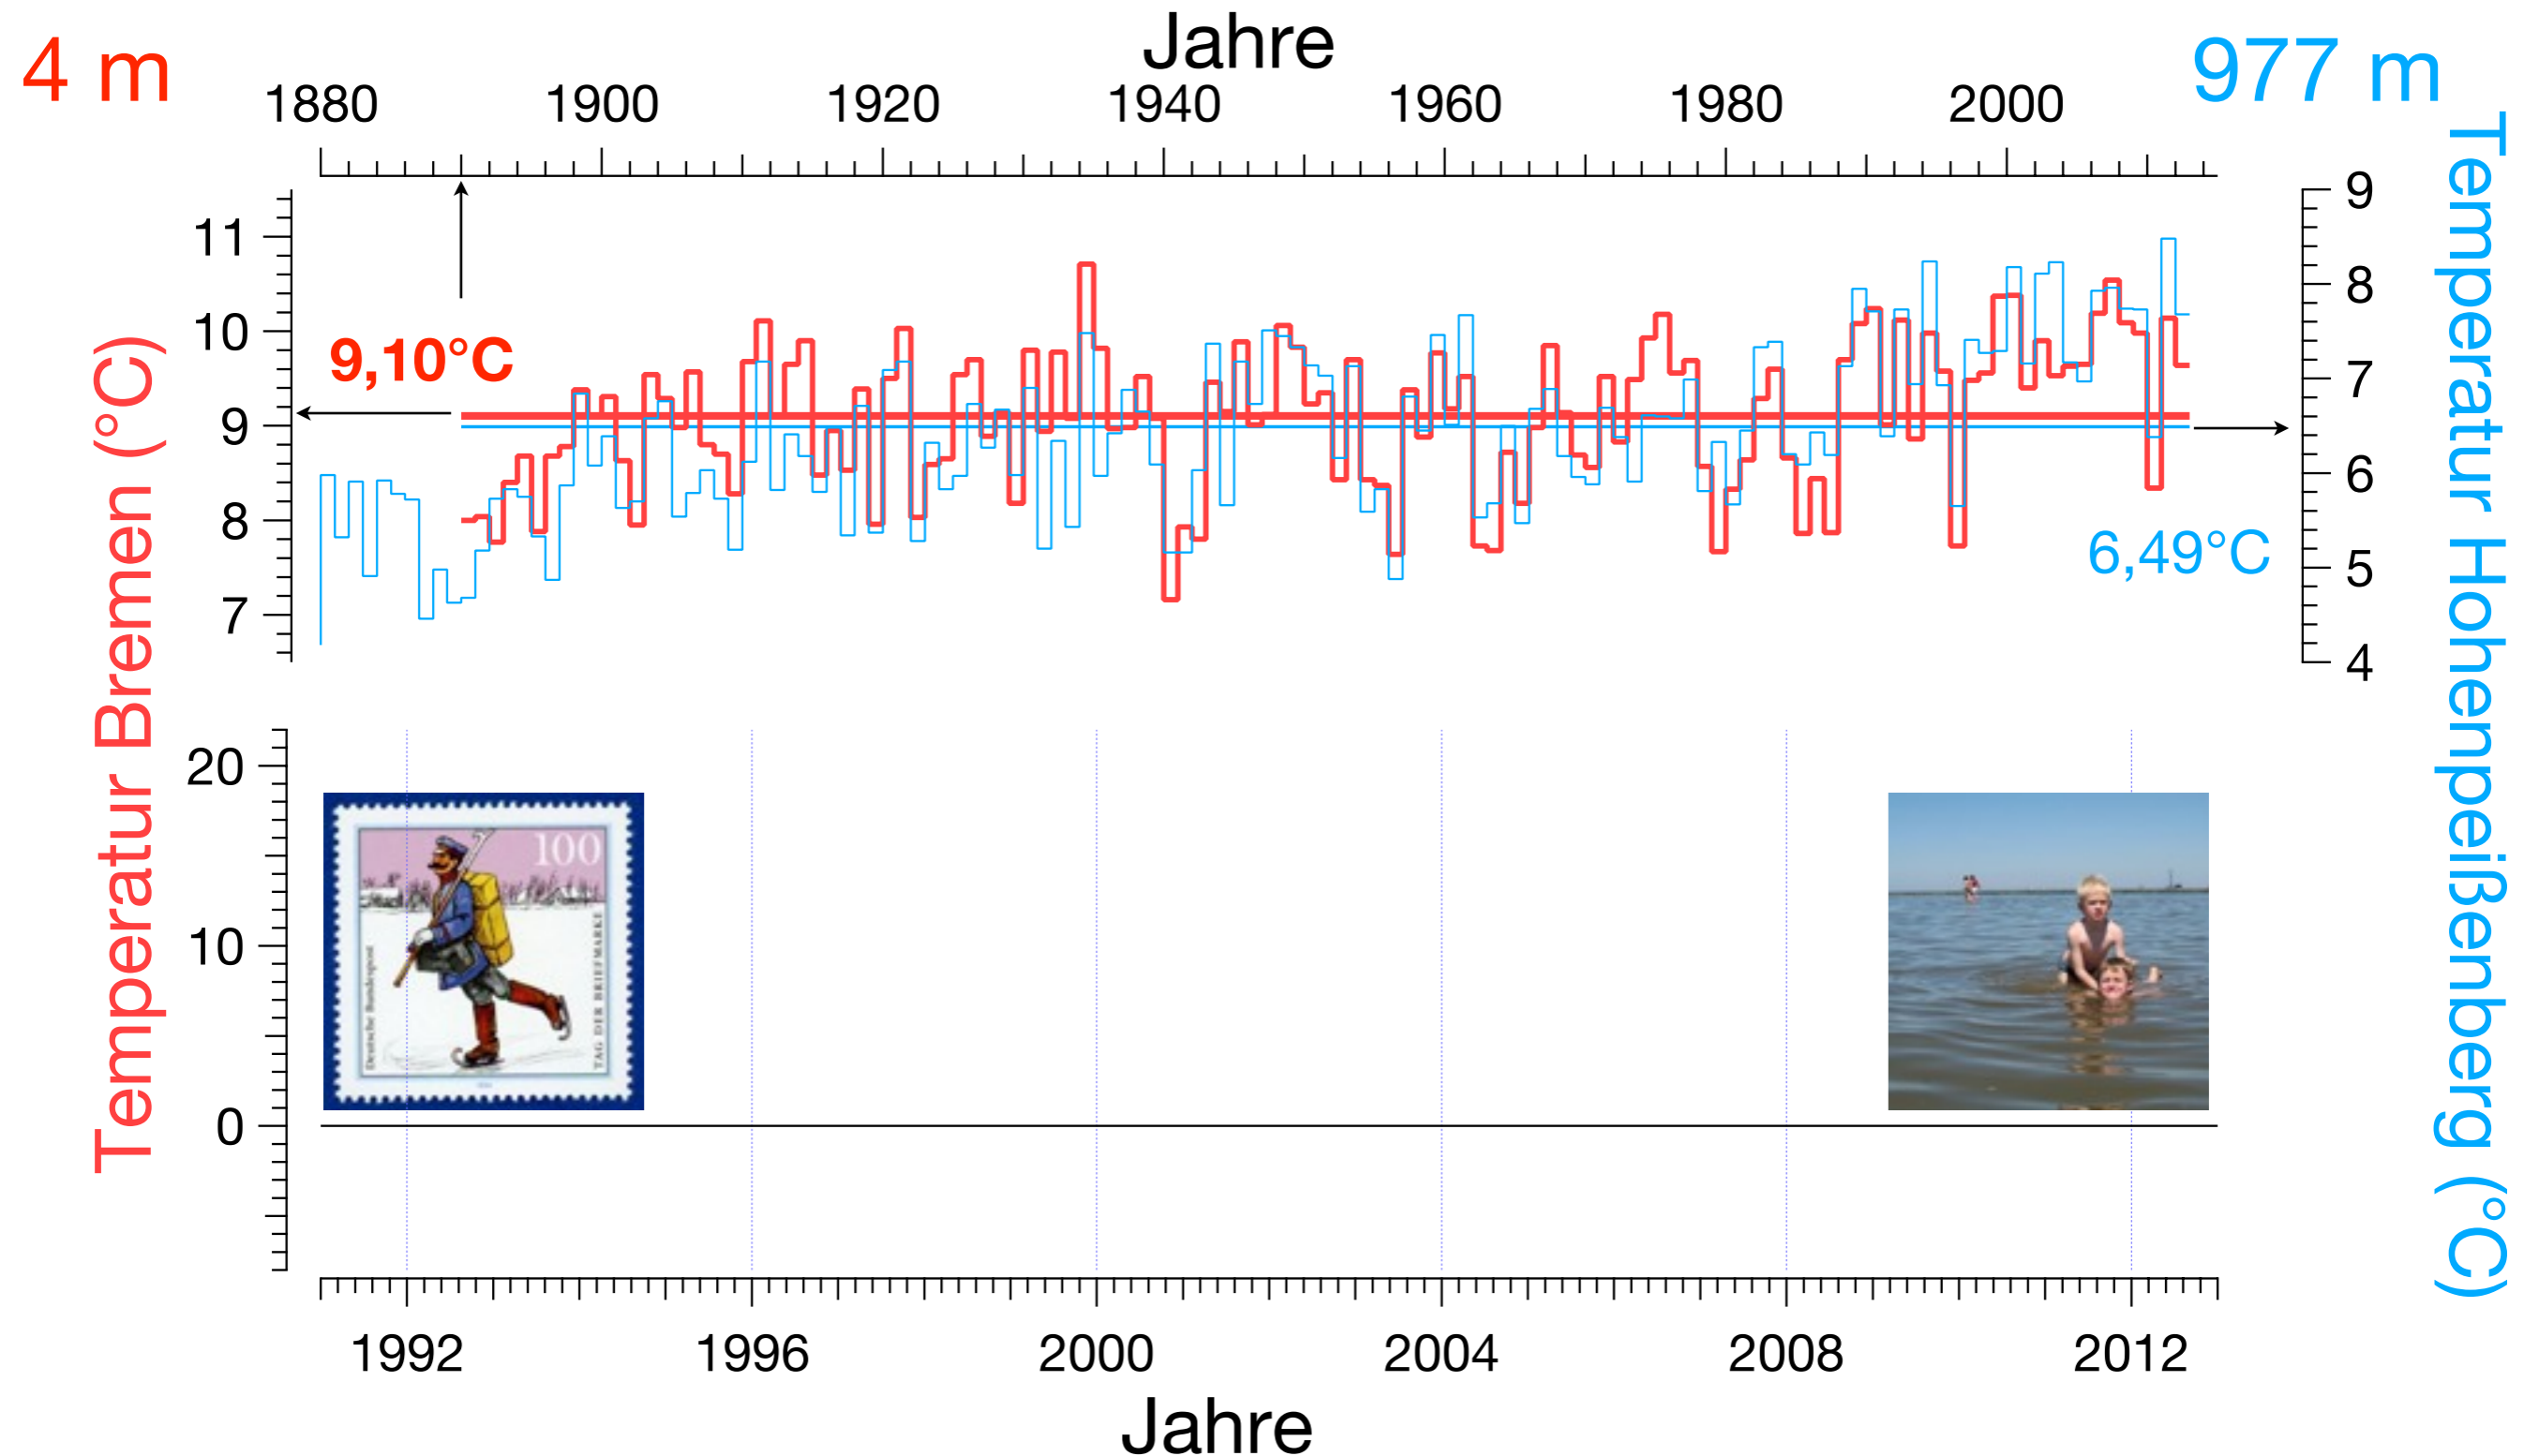 Jahre
4 m
977 m
1880 1900 1920 1940 1960 1980 2000
Temperatur Bremen (°C)
11
10
9
8
7
9,10°C
6,49°C
9
8
7
6
5
4
Temperatur Hohenpeißenberg (°C)
20
10
0
100
Deutsche Bundespost
TAG DER BRIEFMARKE
1992 1996 2000 2004 2008 2012
Jahre